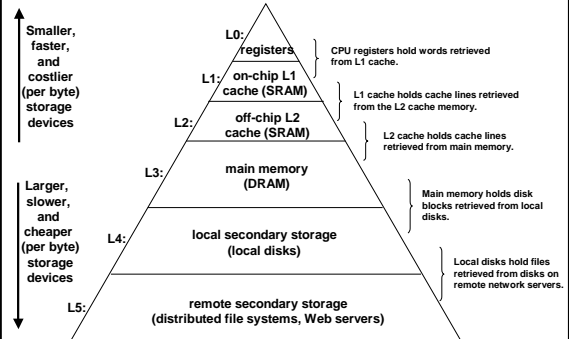 Smaller,
faster,
and
costlier
(per byte)
storage
devices
L0:
registers
CPU registers hold words retrieved
from L1 cache.
L1:
on-chip L1
cache (SRAM)
L1 cache holds cache lines retrieved
from the L2 cache memory.
L2:
off-chip L2
cache (SRAM)
L2 cache holds cache lines
retrieved from main memory.
L3:
main memory
(DRAM)
Main memory holds disk
blocks retrieved from local
disks.
Larger,
slower,
and
cheaper
(per byte)
storage
devices
L4:
local secondary storage
(local disks)
Local disks hold files
retrieved from disks on
remote network servers.
L5:
remote secondary storage
(distributed file systems, Web servers)